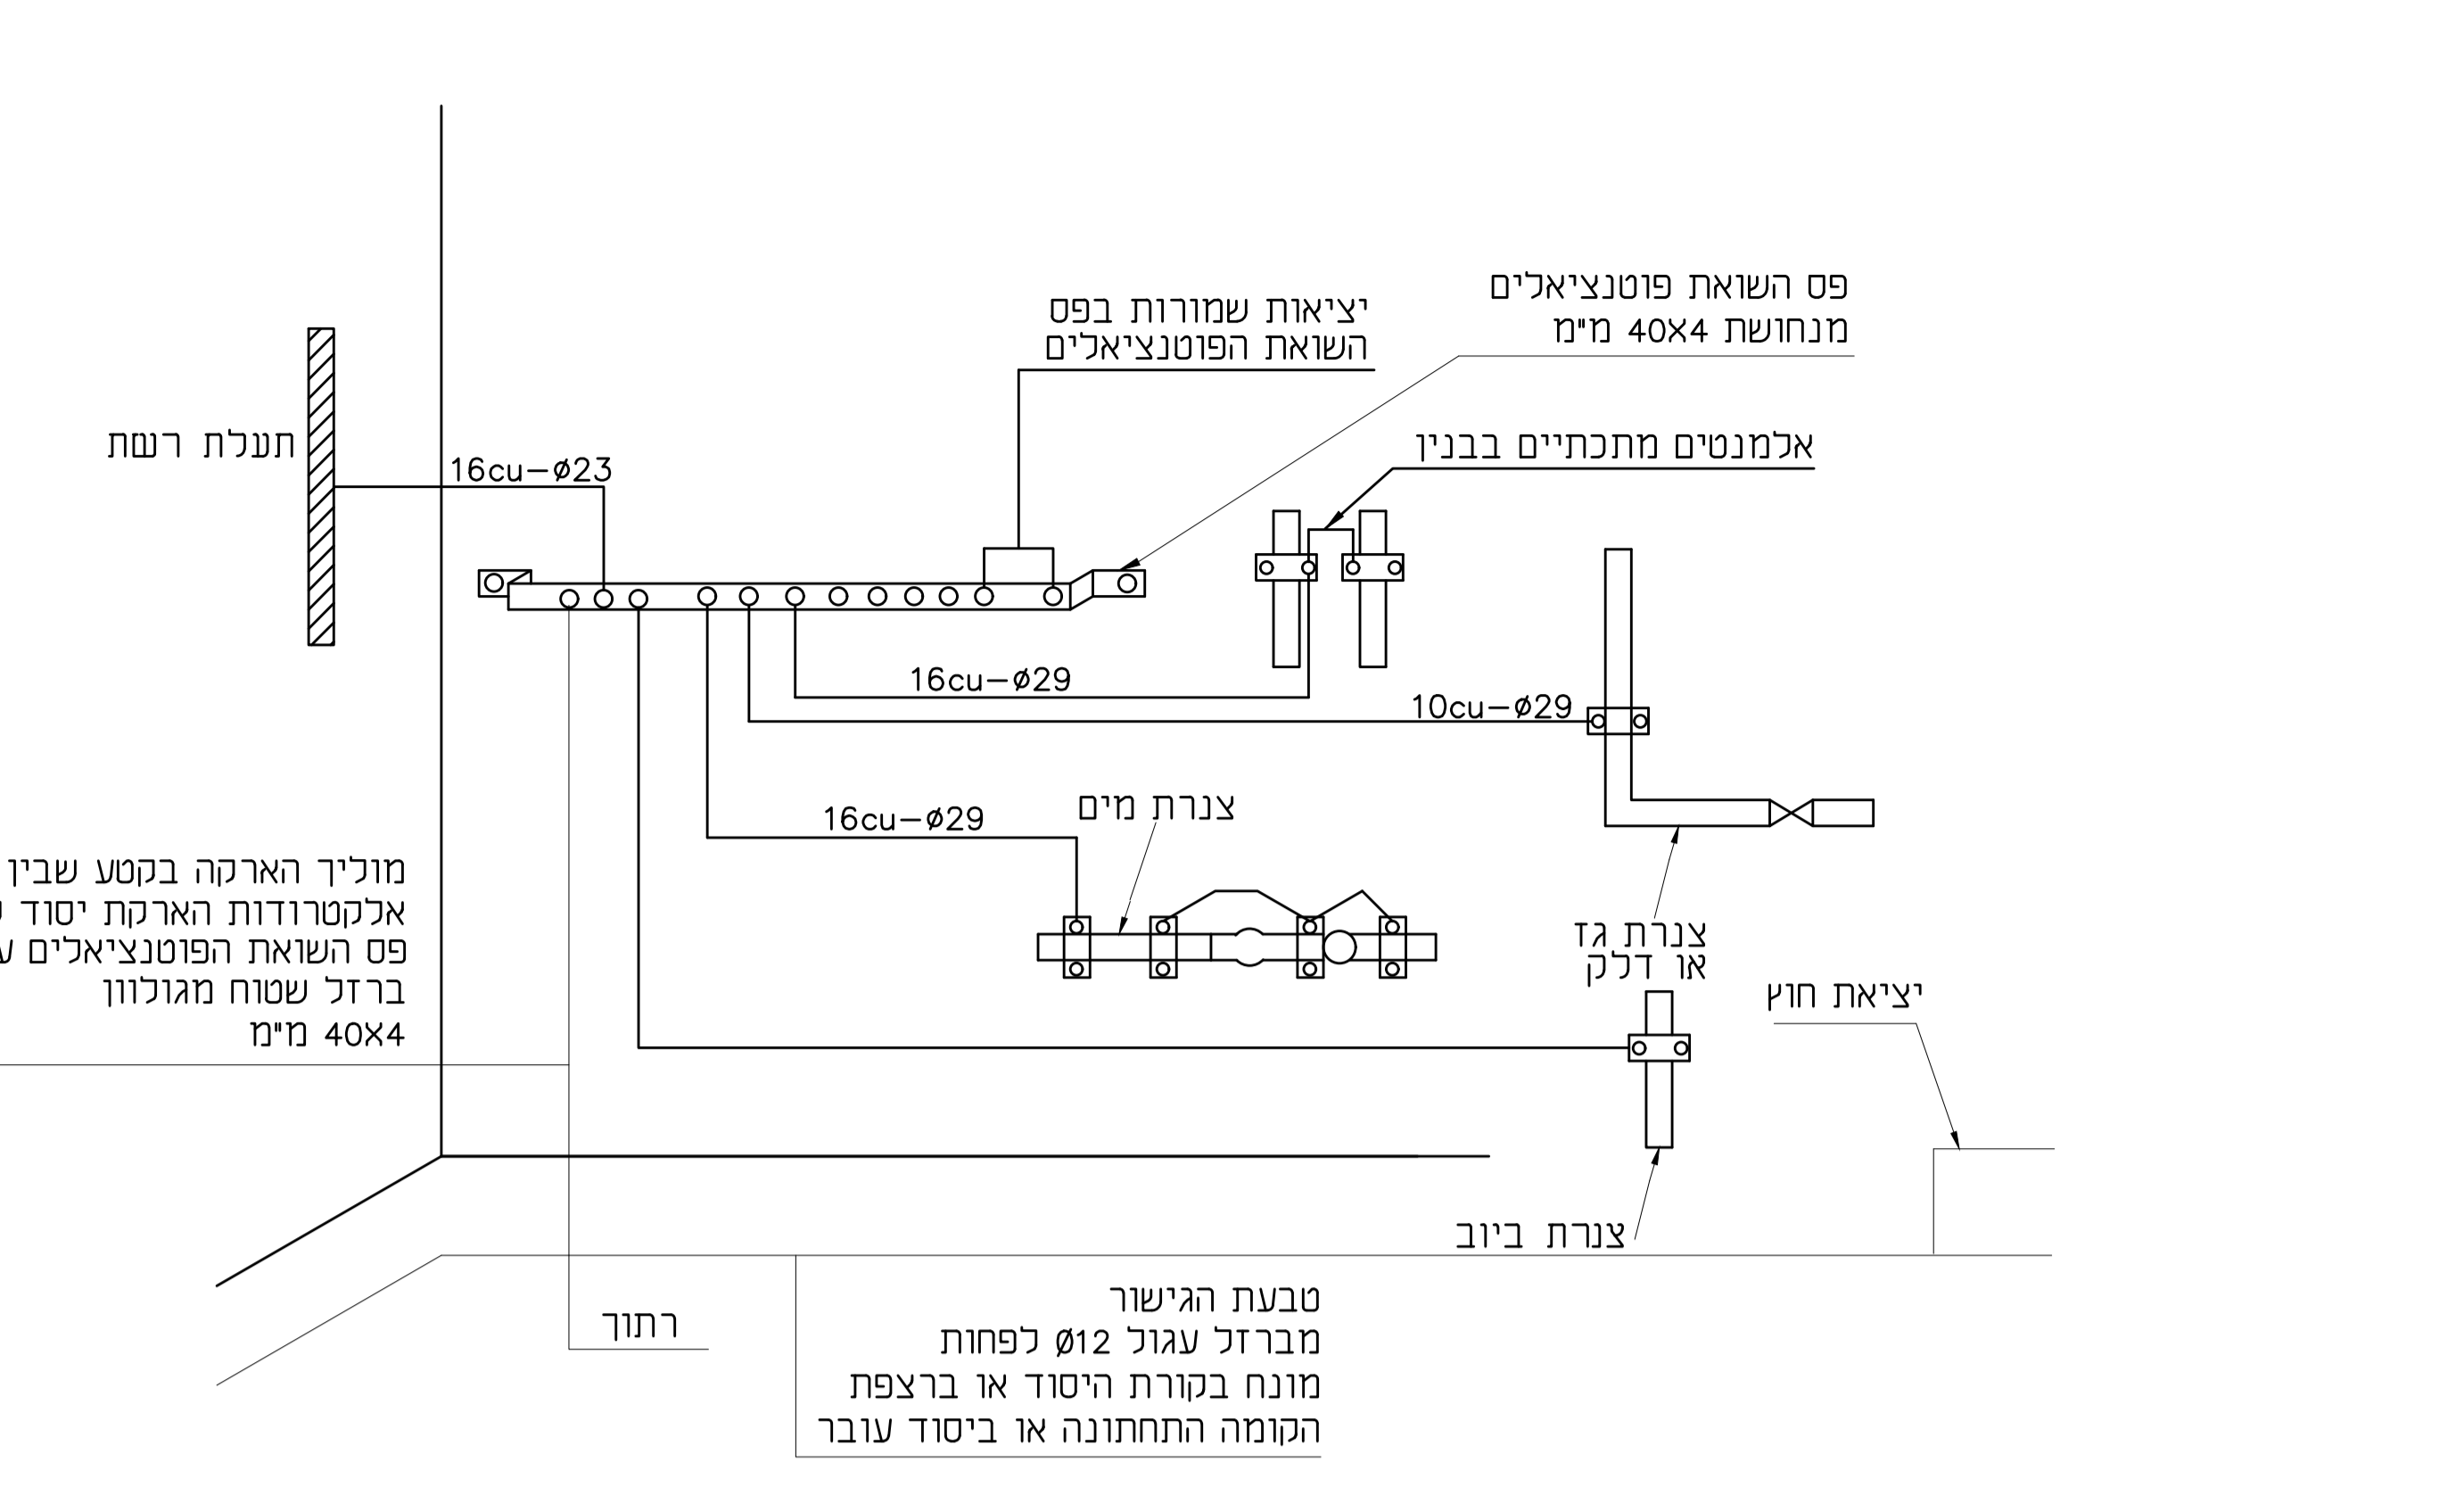 פס השוואת פוטנציאלים
מנחושת 40X4 מ"מ
יציאות שמורות בפס
השואת הפוטנציאלים
אלמנטים מתכתיים בבנין
תעלת רשת
16cu-ø23
16cu-ø29
10cu-ø29
16cu-ø29
צנרת מים
מוליך הארקה בקטע שבין
אלקטרודות הארקת יסוד
פס השואת הפוטנציאלים
ברזל שטוח מגולוון
40X4 מ"מ
צנרת גז
או דלק
יציאת חוץ
צנרת ביוב
רתוך
טבעת הגישור
מברזל עגול ø12 לפחות
מונח בקורת היסוד או ברצפת
הקומה התחתונה או ביסוד עובר